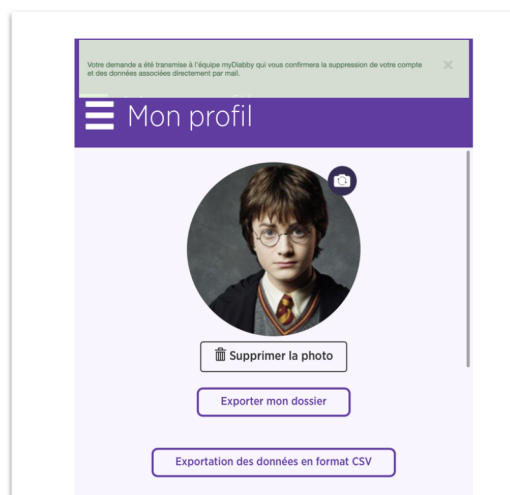 Votre demande a été transmise à l'équipe myDiabby qui vous confirmera la suppression de votre compte
et des données associées directement par mail.
Mon profil
Supprimer la photo
Exporter mon dossier
Exportation des données en format CSV